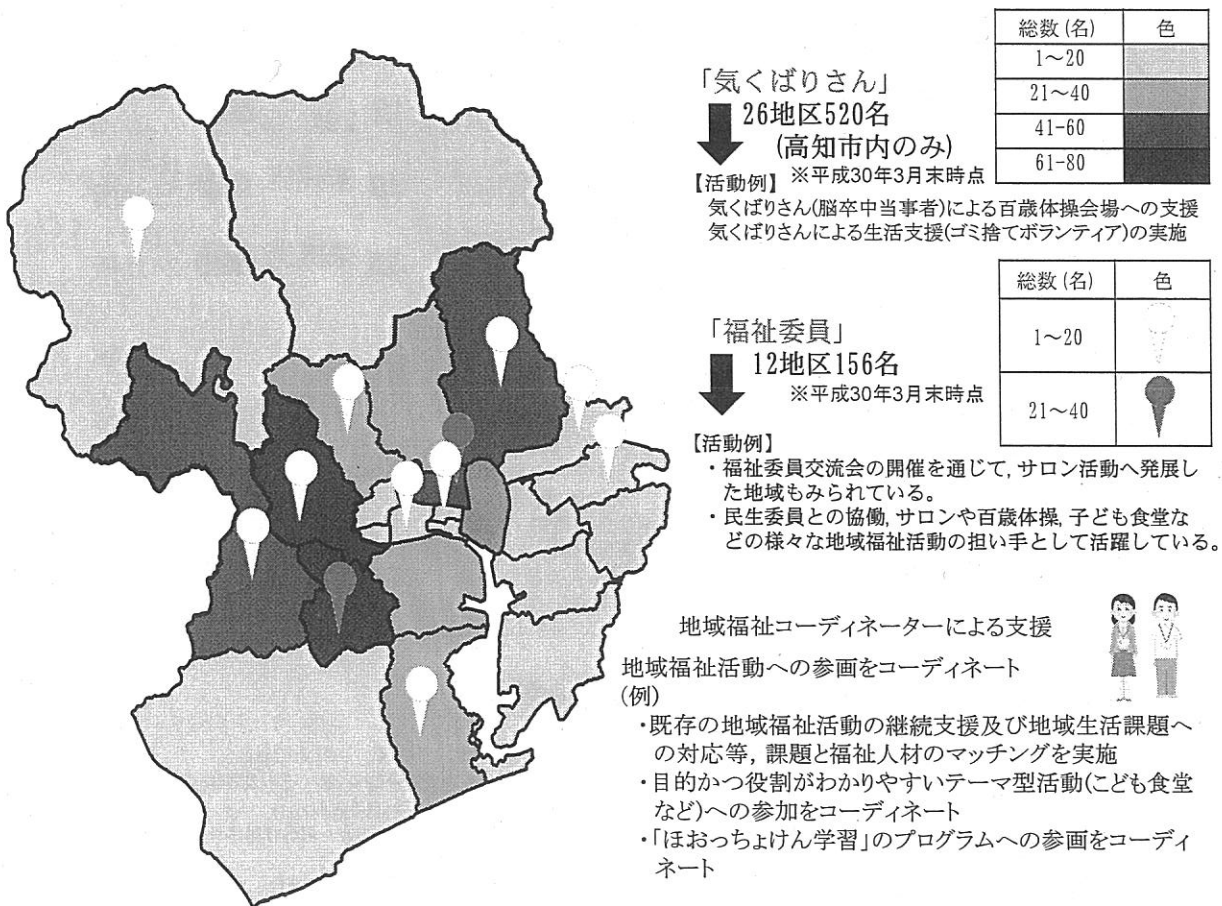 総数(名) 色
1～20
21～40
41-60
61-80
「気くばりさん」
26地区520名
(高知市内のみ)
※平成30年3月末時点
【活動例】
気くばりさん(脳卒中当事者)による百歳体操会場への支援
気くばりさんによる生活支援(ゴミ捨てボランティア)の実施
総数(名) 色
1～20
21～40
「福祉委員」
12地区156名
※平成30年3月末時点
【活動例】
・福祉委員交流会の開催を通じて, サロン活動へ発展し
た地域もみられている。
・民生委員との協働, サロンや百歳体操, 子ども食堂な
どの様々な地域福祉活動の担い手として活躍している。
地域福祉コーディネーターによる支援
地域福祉活動への参画をコーディネート
(例)
・既存の地域福祉活動の継続支援及び地域生活課題へ
の対応等, 課題と福祉人材のマッチングを実施
・目的かつ役割がわかりやすいテーマ型活動(こども食堂
など)への参加をコーディネート
・「ほおっちょけん学習」のプログラムへの参画をコーディ
ネート